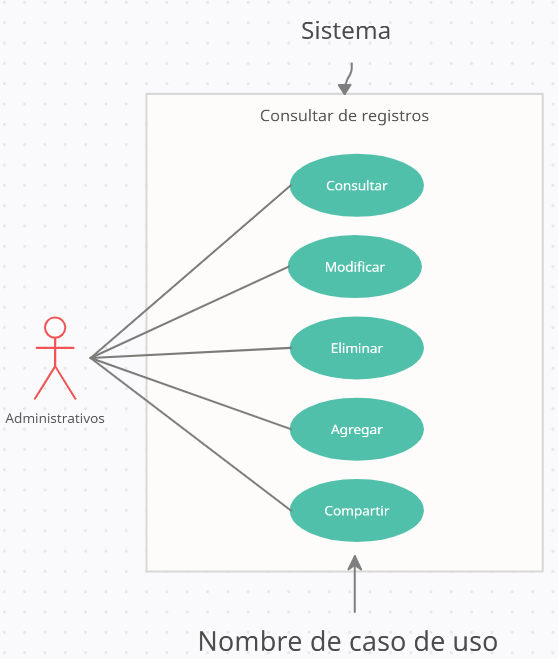 Sistema
Consultar de registros
Consultar
Modificar
Eliminar
Administrativos
Agregar
Compartir
Nombre de caso de uso